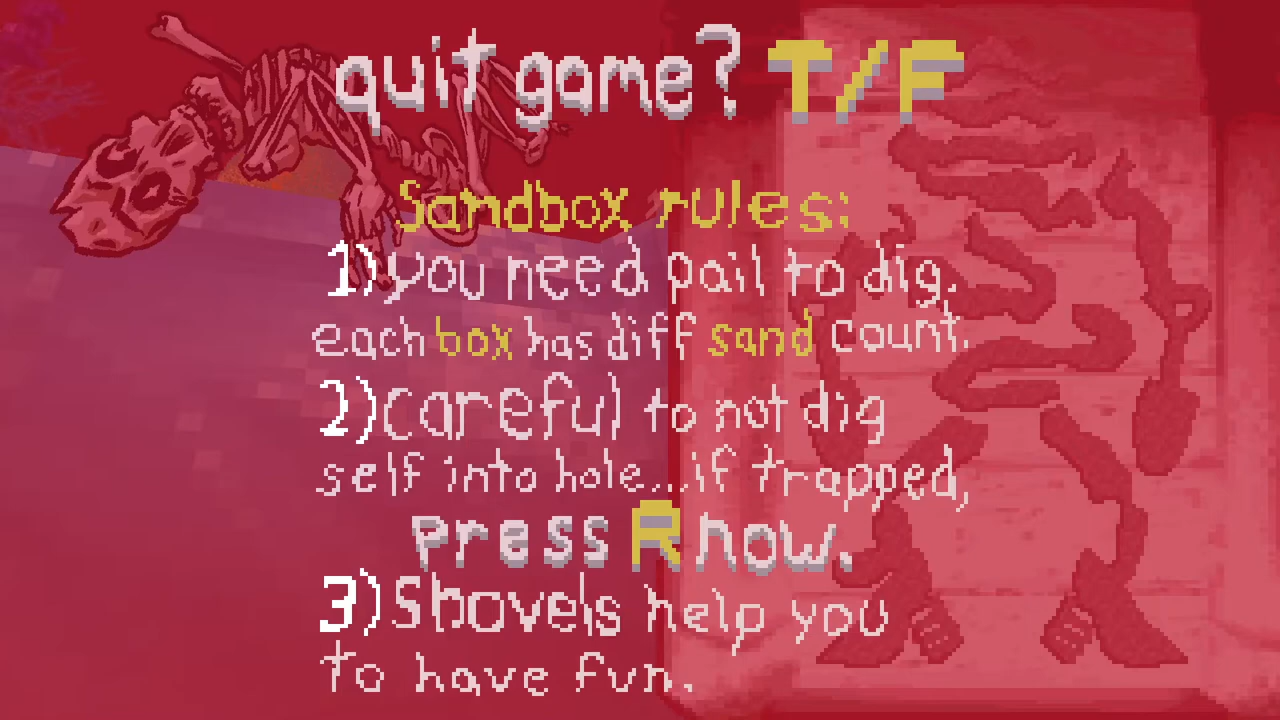 quit game? T/F
Sandbox rules:
1) you need pail to dig.
each box has diff sand count.
2) careful to not dig
self into hole...if trapped,
press R now.
3) Shovels help you
to have fun.